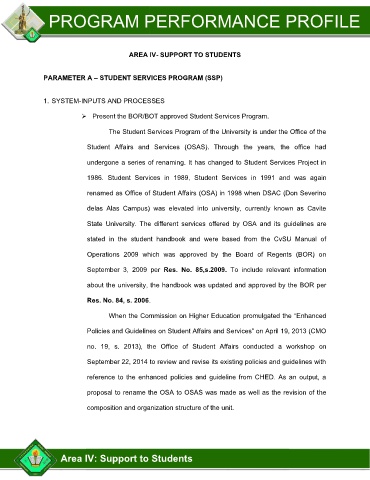 PROGRAM PERFORMANCE PROFILE
AREA IV- SUPPORT TO STUDENTS
PARAMETER A – STUDENT SERVICES PROGRAM (SSP)
1. SYSTEM-INPUTS AND PROCESSES
➢ Present the BOR/BOT approved Student Services Program.
The Student Services Program of the University is under the Office of the
Student Affairs and Services (OSAS). Through the years, the office had
undergone a series of renaming. It has changed to Student Services Project in
1986. Student Services in 1989, Student Services in 1991 and was again
renamed as Office of Student Affairs (OSA) in 1998 when DSAC (Don Severino
delas Alas Campus) was elevated into university, currently known as Cavite
State University. The different services offered by OSA and its guidelines are
stated in the student handbook and were based from the CvSU Manual of
Operations 2009 which was approved by the Board of Regents (BOR) on
September 3, 2009 per Res. No. 85,s.2009. To include relevant information
about the university, the handbook was updated and approved by the BOR per
Res. No. 84, s. 2006.
When the Commission on Higher Education promulgated the “Enhanced
Policies and Guidelines on Student Affairs and Services” on April 19, 2013 (CMO
no. 19, s. 2013), the Office of Student Affairs conducted a workshop on
September 22, 2014 to review and revise its existing policies and guidelines with
reference to the enhanced policies and guideline from CHED. As an output, a
proposal to rename the OSA to OSAS was made as well as the revision of the
composition and organization structure of the unit.
Area IV: Support to Students